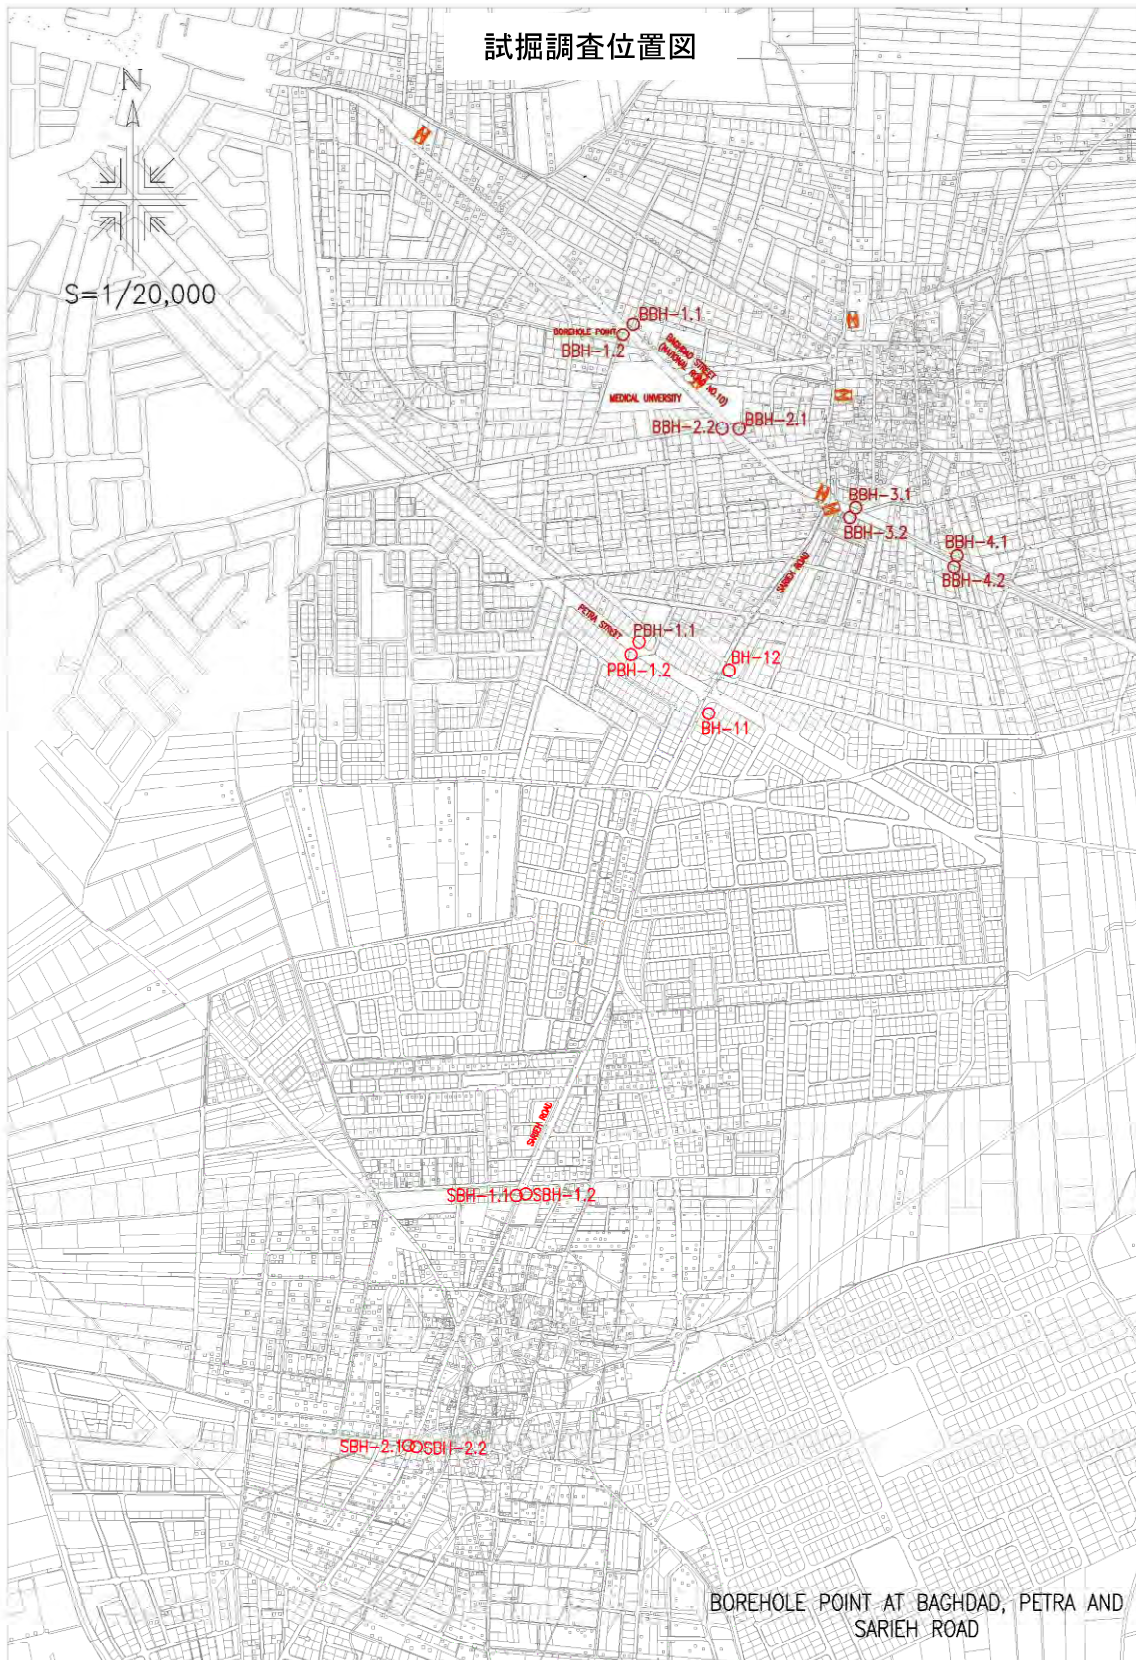 試掘調査位置図
N
S=1/20,000
BBH-1.1
BOREHOLE POINT
BBH-1.2
BAGHDAD STREET
(NATIONAL ROAD NO.10)
MEDICAL UNIVERSITY
BBH-2.2
BBH-2.1
BBH-3.1
BBH-3.2
BBH-4.1
BBH-4.2
SARIEH ROAD
PETRA STREET
PBH-1.1
PBH-1.2
BH-12
BH-11
SARIEH ROAD
SBH-1.1
SBH-1.2
SBH-2.1
SBH-2.2
BOREHOLE POINT AT BAGHDAD, PETRA AND
SARIEH ROAD